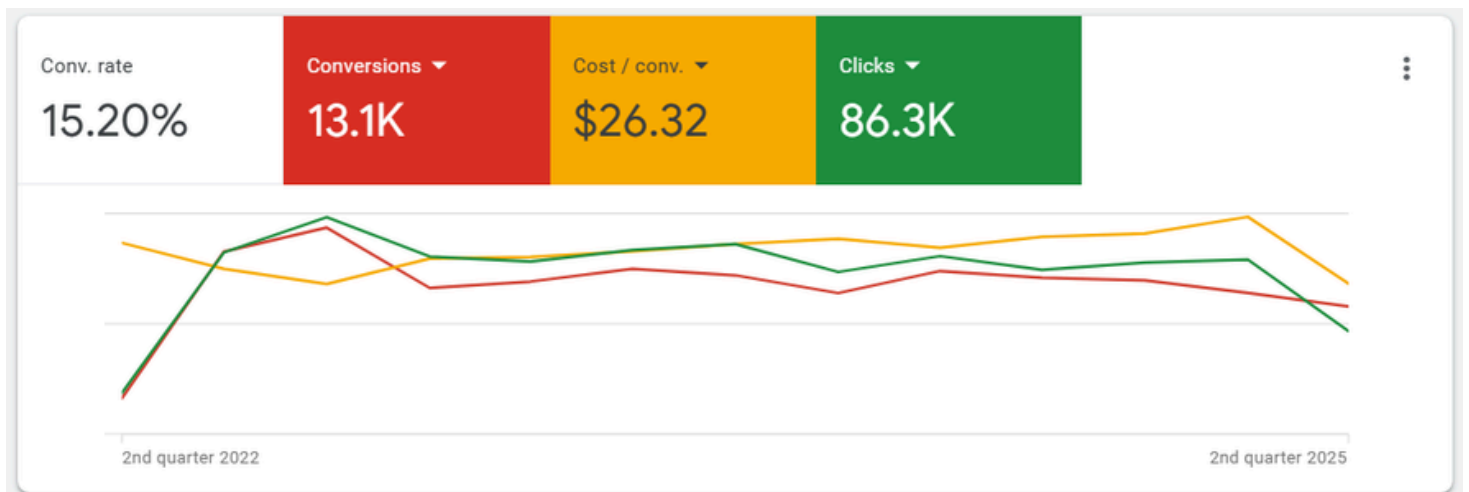 Conv. rate
15.20%
Conversions
13.1K
Cost / conv.
$26.32
Clicks
86.3K
2nd quarter 2022
2nd quarter 2025